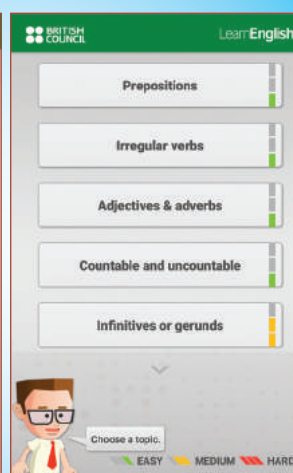 BRITISH
COUNCIL
LearnEnglish
Prepositions
Irregular verbs
Adjectives & adverbs
Countable and uncountable
Infinitives or gerunds
Choose a topic.
EASY MEDIUM HARD